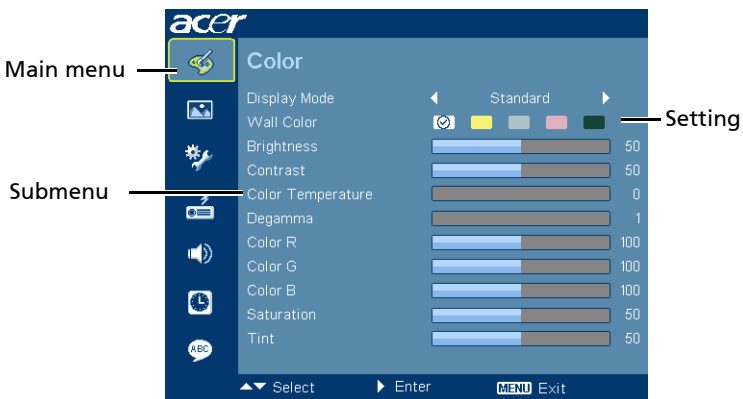 acer
Main menu
Color
Display Mode Standard
Wall Color
Setting
Brightness 50
Contrast 50
Submenu
Color Temperature 0
Degamma 1
Color R 100
Color G 100
Color B 100
Saturation 50
Tint 50
ABC
Select Enter MENU Exit